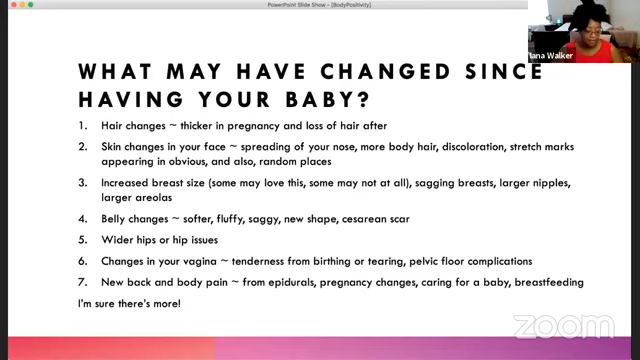 PowerPoint Slide Show - [BodyPositivity]
Iana Walker
WHAT MAY HAVE CHANGED SINCE
HAVING YOUR BABY?
1. Hair changes ~ thicker in pregnancy and loss of hair after
2. Skin changes in your face ~ spreading of your nose, more body hair, discoloration, stretch marks
appearing in obvious, and also, random places
3. Increased breast size (some may love this, some may not at all), sagging breasts, larger nipples,
larger areolas
4. Belly changes ~ softer, fluffy, saggy, new shape, cesarean scar
5. Wider hips or hip issues
6. Changes in your vagina ~ tenderness from birthing or tearing, pelvic floor complications
7. New back and body pain ~ from epidurals, pregnancy changes, caring for a baby, breastfeeding
I'm sure there's more!
zoom